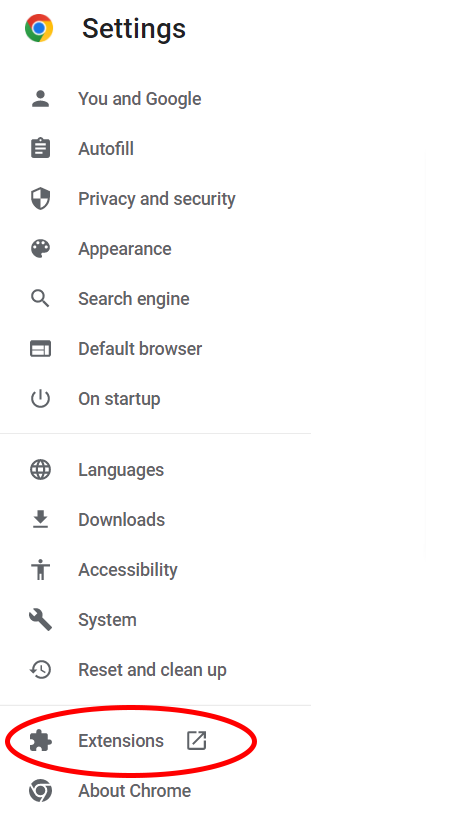 Settings
You and Google
Autofill
Privacy and security
Appearance
Search engine
Default browser
On startup
Languages
Downloads
Accessibility
System
Reset and clean up
Extensions
About Chrome